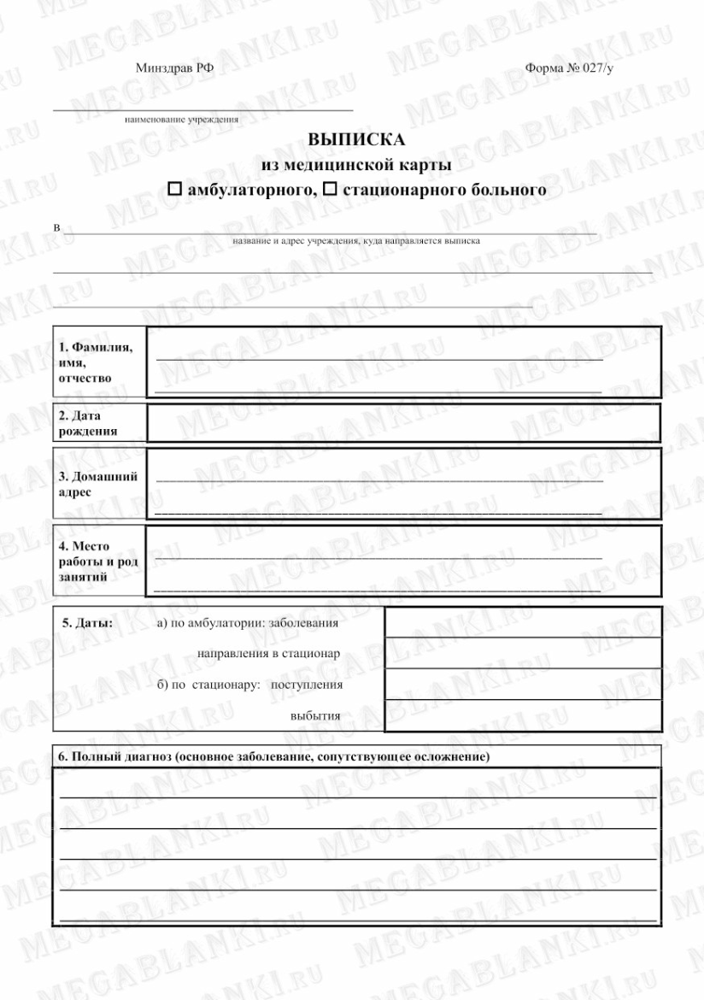 Минздрав РФ Форма № 027/у
наименование учреждения
ВЫПИСКА
из медицинской карты
☐ амбулаторного, ☐ стационарного больного
в
название и адрес учреждения, куда направляется выписка
1. Фамилия,
имя,
отчество
2. Дата
рождения
3. Домашний
адрес
4. Место
работы и род
занятий
5. Даты: а) по амбулатории: заболевания
направления в стационар
б) по стационару: поступления
выбытия
6. Полный диагноз (основное заболевание, сопутствующее осложнение)
MEGABLANKI.RU